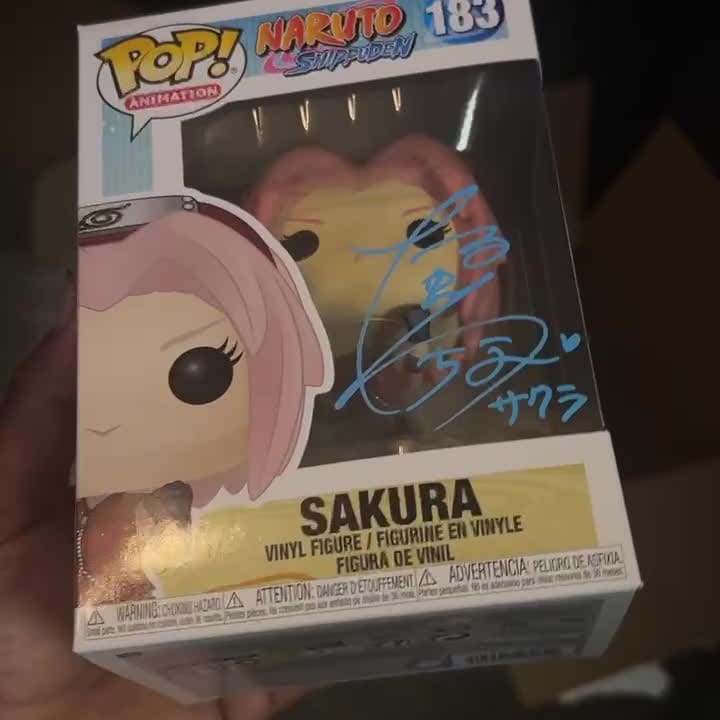 POP!
ANIMATION
NARUTO
SHIPPUDEN
183
サクラ
SAKURA
VINYL FIGURE / FIGURINE EN VINYLE
FIGURA DE VINIL
WARNING: CHOKING HAZARD.
ATTENTION: DANGER D'ÉTOUFFEMENT
ADVERTENCIA: PELIGRO DE ASFIXIA.